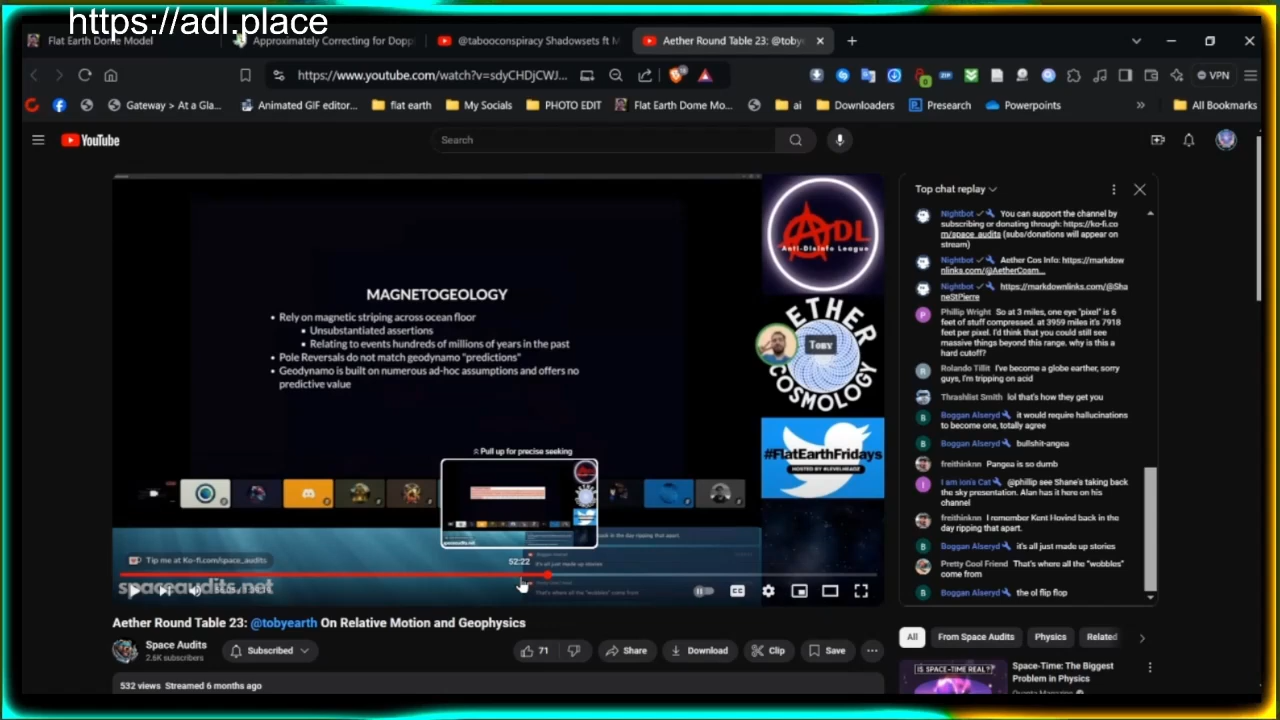 https://adl.place
Flat Earth Dome Model
Approximately Correcting for Dopp
@tabooconspiracy Shadowsets ft M
Aether Round Table 23: @toby
https://www.youtube.com/watch?v=sdyCHDjCWJ...
VPN
Gateway > At a Gla...
Animated GIF editor...
flat earth
My Socials
PHOTO EDIT
Flat Earth Dome Mo...
ai
Downloaders
Presearch
Powerpoints
All Bookmarks
YouTube
Search
MAGNETOGEOLOGY
Rely on magnetic striping across ocean floor
Unsubstantiated assertions
Relating to events hundreds of millions of years in the past
Pole Reversals do not match geodynamo "predictions"
Geodynamo is built on numerous ad-hoc assumptions and offers no
predictive value
Pull up for precise seeking
52:22
Tip me at Ko-fi.com/space_audits
spaceaudits.net
ADL
Anti-Disinfo League
ETHER
Toby
COSMOLOGY
#FlatEarthFridays
HOSTED BY @LEVELHEADE
Top chat replay
Nightbot You can support the channel by
subscribing or donating through: https://ko-fi.co
m/space_audits (subs/donations will appear on
stream)
Nightbot Aether Cos Info: https://markdow
nlinks.com/@AetherCosm...
Nightbot https://markdownlinks.com/@Sha
neStPierre
Phillip Wright So at 3 miles, one eye "pixel" is 6
feet of stuff compressed. at 3959 miles it's 7918
feet per pixel. I'd think that you could still see
massive things beyond this range. why is this a
hard cutoff?
Rolando Tillit I've become a globe earther, sorry
guys, I'm tripping on acid
Thrashlist Smith lol that's how they get you
Boggan Alseryd it would require hallucinations
to become one, totally agree
Boggan Alseryd bullshit-angea
freithinknn Pangea is so dumb
I am ion's Cat @phillip see Shane's taking back
the sky presentation. Alan has it here on his
channel
freithinknn I remember Kent Hovind back in the
day ripping that apart.
Boggan Alseryd it's all just made up stories
Pretty Cool Friend That's where all the "wobbles"
come from
Boggan Alseryd the ol flip flop
Aether Round Table 23: @tobyearth On Relative Motion and Geophysics
Space Audits
2.6K subscribers
Subscribed
71
Share
Download
Clip
Save
532 views Streamed 6 months ago
All
From Space Audits
Physics
Related
IS SPACE-TIME REAL?
Space-Time: The Biggest
Problem in Physics
Quanta Magazine